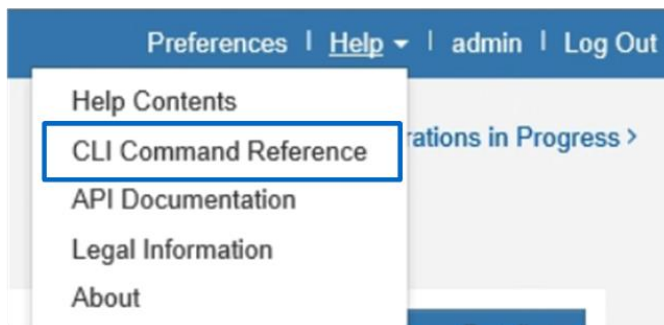 Preferences | Help ▾ | admin | Log Out
Help Contents
CLI Command Reference
rations in Progress >
API Documentation
Legal Information
About